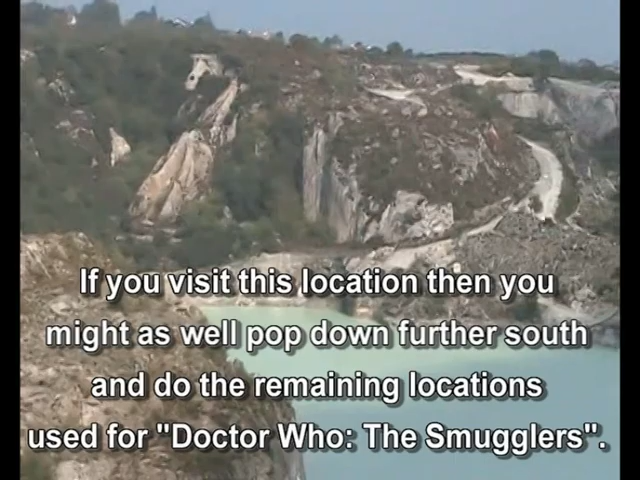 If you visit this location then you
might as well pop down further south
and do the remaining locations
used for "Doctor Who: The Smugglers".